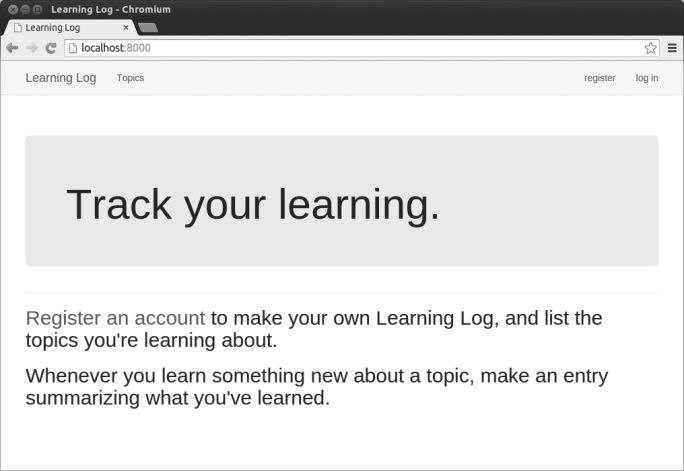 Learning Log - Chromium
Learning Log
localhost:8000
Learning Log Topics register log in
Track your learning.
Register an account to make your own Learning Log, and list the
topics you're learning about.
Whenever you learn something new about a topic, make an entry
summarizing what you've learned.